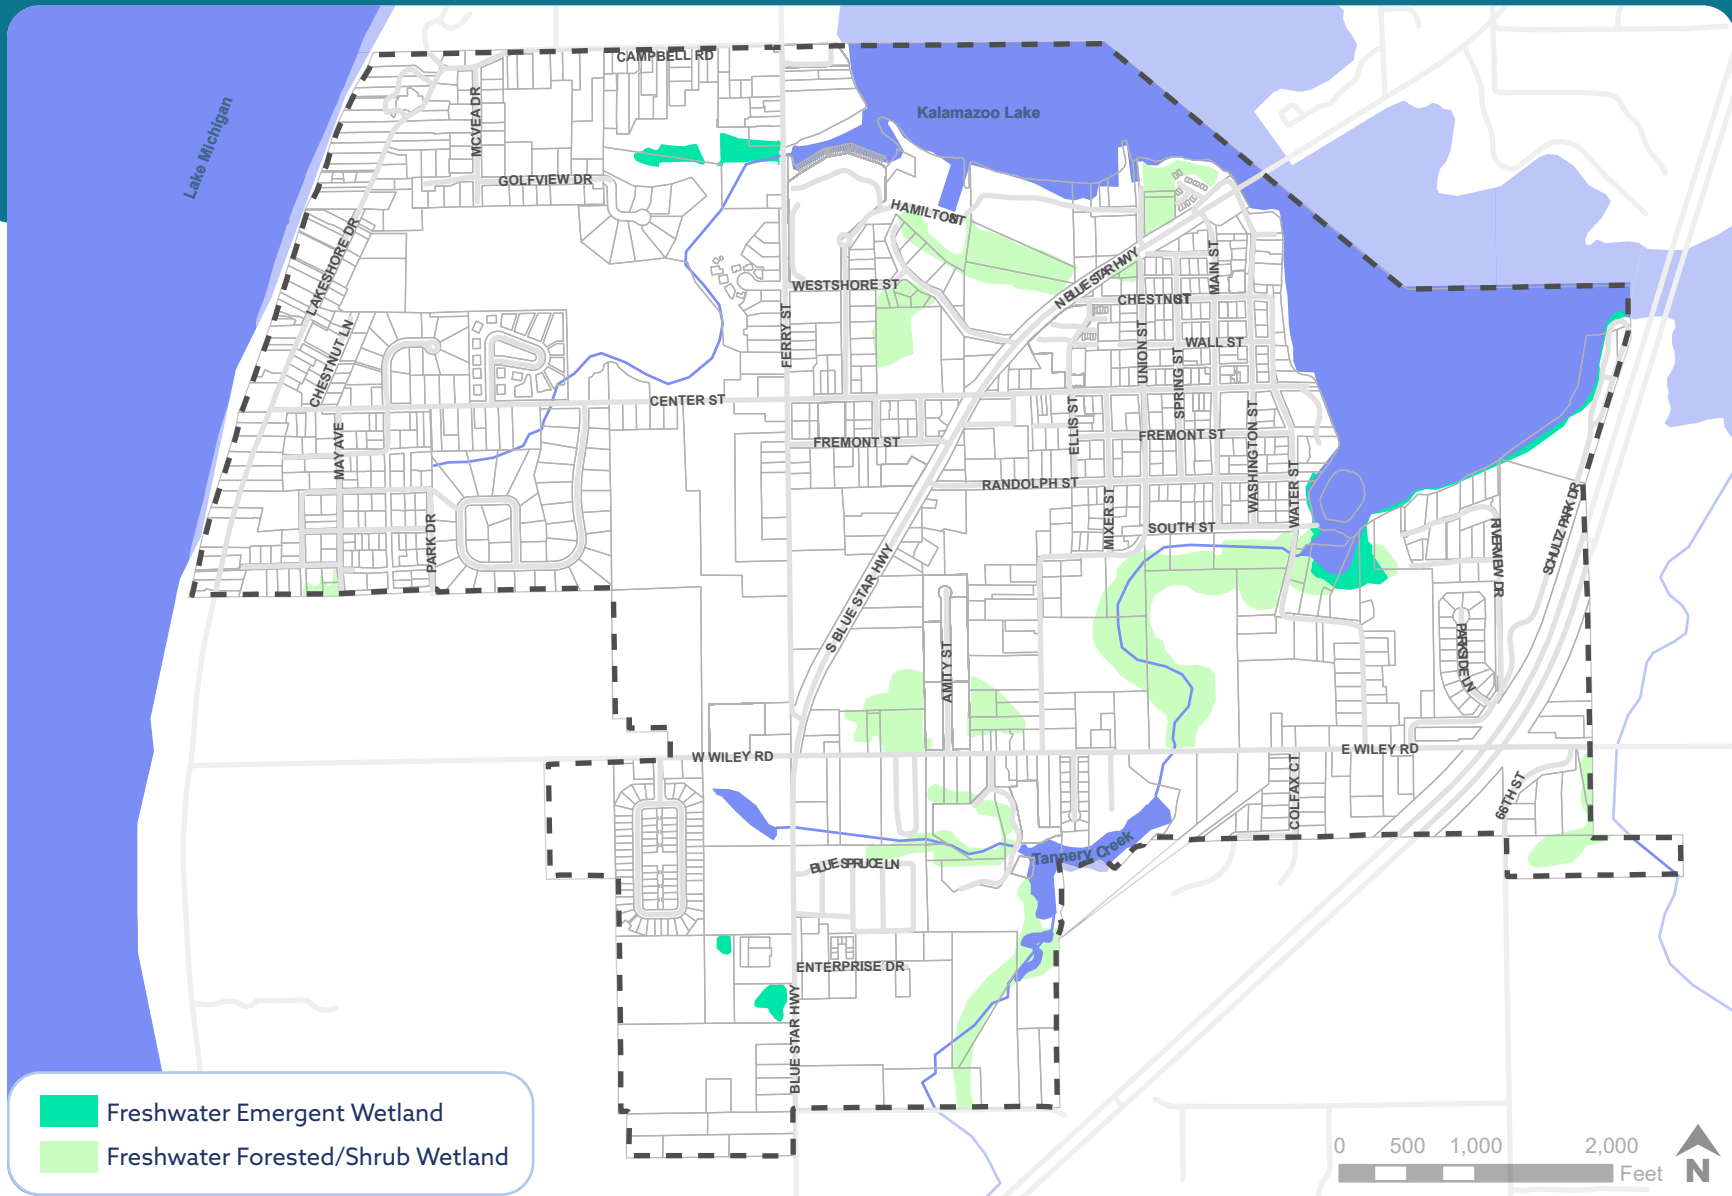 CAMPBELL RD
Lake Michigan
Kalamazoo Lake
MCVEA DR
GOLFVIEW DR
HAMILTON ST
LAKESHORE DR
N BLUE STAR HWY
MAIN ST
WESTSHORE ST
CHESTNUT ST
FERRY ST
CHESTNUT LN
UNION ST
WALL ST
SPRING ST
CENTER ST
ELLIS ST
WASHINGTON ST
MAY AVE
FREMONT ST
FREMONT ST
RANDOLPH ST
WATER ST
MIXER ST
SOUTH ST
PARK DR
RIVERVIEW DR
SCHULTZ PARK DR
S BLUE STAR HWY
AMITY ST
PARKSIDE LN
W WILEY RD
E WILEY RD
COLFAX CT
66TH ST
Tannery Creek
BLUE SPRUCE LN
ENTERPRISE DR
BLUE STAR HWY
Freshwater Emergent Wetland
Freshwater Forested/Shrub Wetland
0 500 1,000 2,000
Feet
N